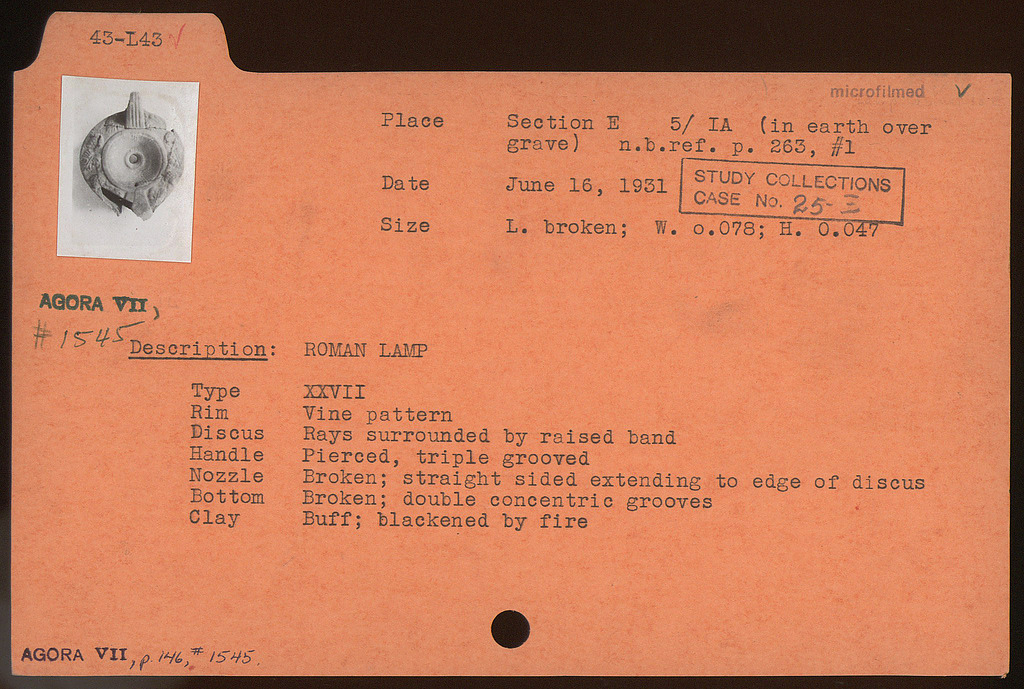 43-L43 √
microfilmed √
Place Section E 5/ IA (in earth over
grave) n.b.ref. p. 263, #1
Date June 16, 1931
STUDY COLLECTIONS
CASE No. 25-Ξ
Size L. broken; W. o.078; H. 0.047
AGORA VII,
# 1545
Description: ROMAN LAMP
Type XXVII
Rim Vine pattern
Discus Rays surrounded by raised band
Handle Pierced, triple grooved
Nozzle Broken; straight sided extending to edge of discus
Bottom Broken; double concentric grooves
Clay Buff; blackened by fire
AGORA VII, p. 146, # 1545.